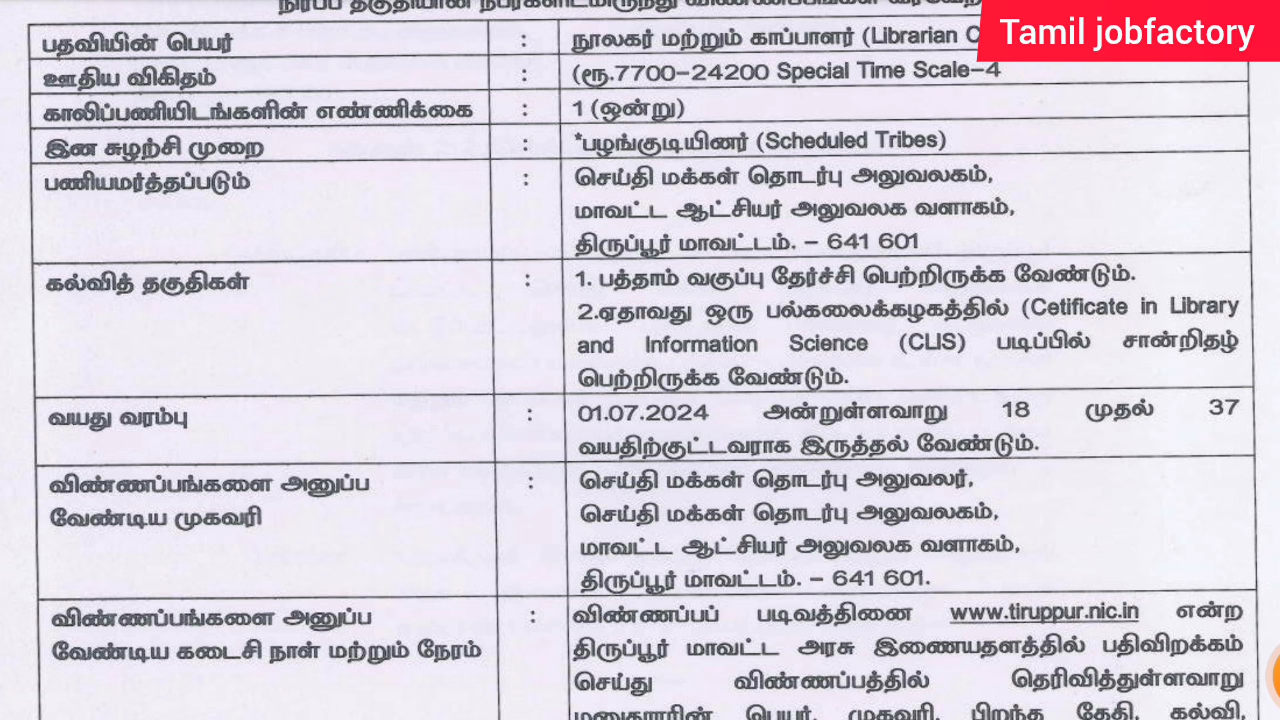 Tamil jobfactory
பதவியின் பெயர் : நூலகர் மற்றும் காப்பாளர் (Librarian
ஊதிய விகிதம் : (ரூ.7700-24200 Special Time Scale-4
காலிப்பணியிடங்களின் எண்ணிக்கை : 1 (ஒன்று)
இன சுழற்சி முறை : *பழங்குடியினர் (Scheduled Tribes)
பணியமர்த்தப்படும் : செய்தி மக்கள் தொடர்பு அலுவலகம்,
மாவட்ட ஆட்சியர் அலுவலக வளாகம்,
திருப்பூர் மாவட்டம். – 641 601
கல்வித் தகுதிகள் : 1. பத்தாம் வகுப்பு தேர்ச்சி பெற்றிருக்க வேண்டும்.
2.ஏதாவது ஒரு பல்கலைக்கழகத்தில் (Cetificate in Library
and Information Science (CLIS) படிப்பில் சான்றிதழ்
பெற்றிருக்க வேண்டும்.
வயது வரம்பு : 01.07.2024 அன்றுள்ளவாறு 18 முதல் 37
வயதிற்குட்டவராக இருத்தல் வேண்டும்.
விண்ணப்பங்களை அனுப்ப : செய்தி மக்கள் தொடர்பு அலுவலர்,
வேண்டிய முகவரி செய்தி மக்கள் தொடர்பு அலுவலகம்,
மாவட்ட ஆட்சியர் அலுவலக வளாகம்,
திருப்பூர் மாவட்டம். – 641 601.
விண்ணப்பங்களை அனுப்ப : விண்ணப்பப் படிவத்தினை www.tiruppur.nic.in என்ற
வேண்டிய கடைசி நாள் மற்றும் நேரம் திருப்பூர் மாவட்ட அரசு இணையதளத்தில் பதிவிறக்கம்
செய்து விண்ணப்பத்தில் தெரிவித்துள்ளவாறு
பெயர், முகவரி, பிறந்த தேதி, கல்வி,